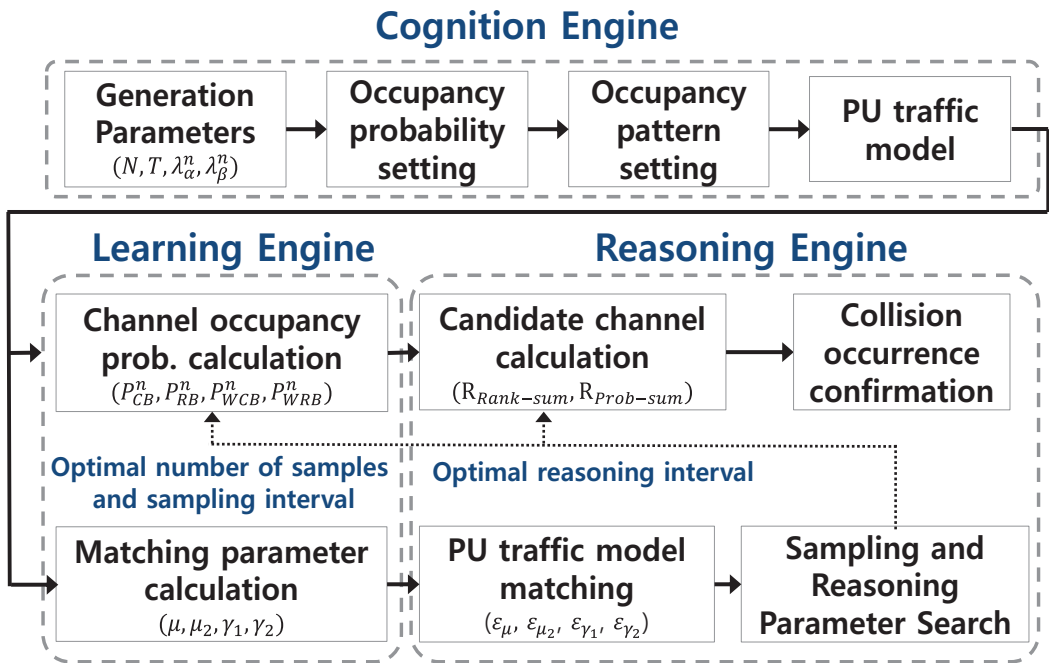 Cognition Engine
Generation
Parameters
(N, T, λ_α^n, λ_β^n)
Occupancy
probability
setting
Occupancy
pattern
setting
PU traffic
model
Learning Engine
Reasoning Engine
Channel occupancy
prob. calculation
(P_CB^n, P_RB^n, P_WCB^n, P_WRB^n)
Candidate channel
calculation
(R_Rank−sum, R_Prob−sum)
Collision
occurrence
confirmation
Optimal number of samples
and sampling interval
Optimal reasoning interval
Matching parameter
calculation
(μ, μ_2, γ_1, γ_2)
PU traffic model
matching
(ε_μ, ε_μ_2, ε_γ_1, ε_γ_2)
Sampling and
Reasoning
Parameter Search